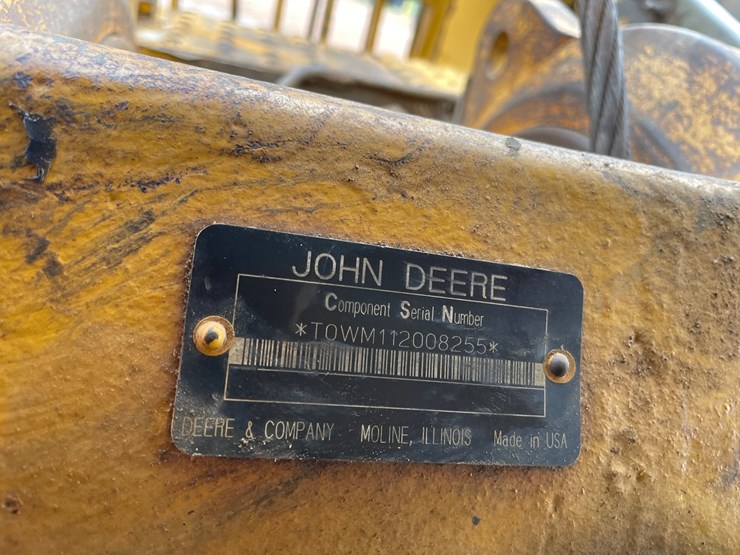 JOHN DEERE
Component Serial Number
*T0WM112008255*
DEERE & COMPANY MOLINE, ILLINOIS Made in USA